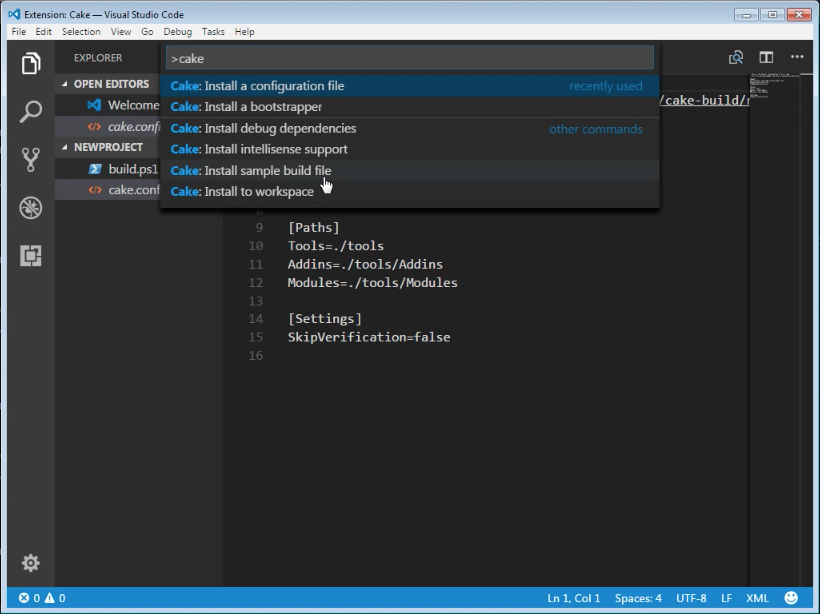 Extension: Cake — Visual Studio Code
File Edit Selection View Go Debug Tasks Help
EXPLORER
>cake
OPEN EDITORS
Welcome
cake.conf
NEWPROJECT
build.ps1
cake.conf
Cake: Install a configuration file recently used
Cake: Install a bootstrapper
Cake: Install debug dependencies other commands
Cake: Install intellisense support
Cake: Install sample build file
Cake: Install to workspace
/cake-build/
9 [Paths]
10 Tools=./tools
11 Addins=./tools/Addins
12 Modules=./tools/Modules
13
14 [Settings]
15 SkipVerification=false
16
0 0 Ln 1, Col 1 Spaces: 4 UTF-8 LF XML